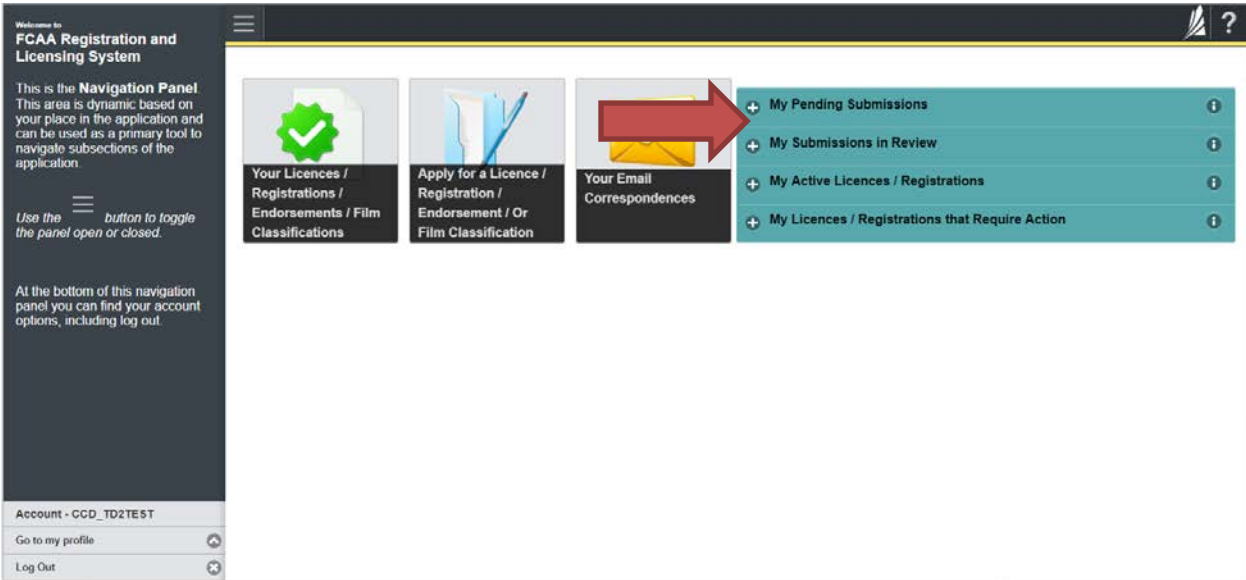 Welcome to
FCAA Registration and
Licensing System
This is the Navigation Panel.
This area is dynamic based on
your place in the application and
can be used as a primary tool to
navigate subsections of the
application.
Use the button to toggle
the panel open or closed.
At the bottom of this navigation
panel you can find your account
options, including log out.
Account - CCD_TD2TEST
Go to my profile
Log Out
?
Your Licences /
Registrations /
Endorsements / Film
Classifications
Apply for a Licence /
Registration /
Endorsement / Or
Film Classification
Your Email
Correspondences
My Pending Submissions
My Submissions in Review
My Active Licences / Registrations
My Licences / Registrations that Require Action